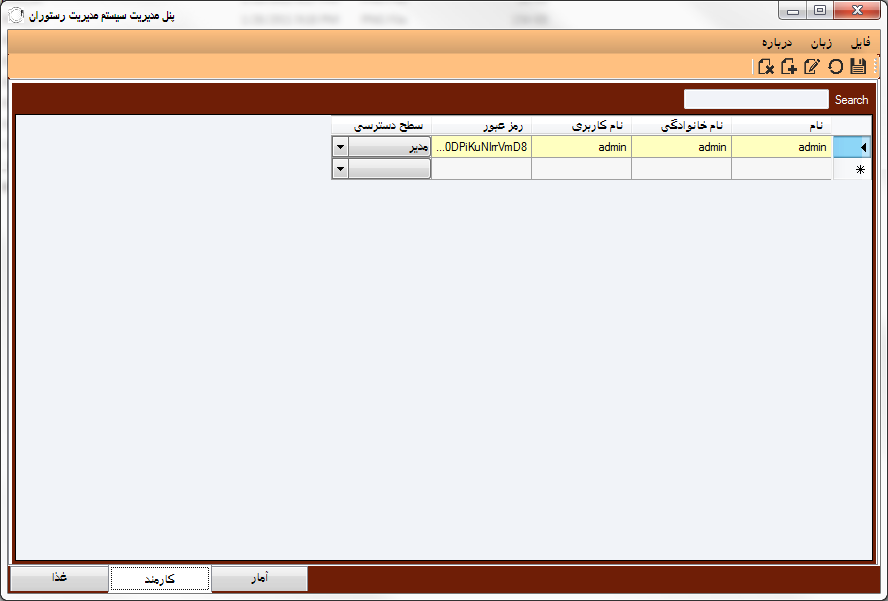 پنل مدیریت سیستم مدیریت رستوران
فایل زبان درباره
Search
نام نام خانوادگی نام کاربری رمز عبور سطح دسترسی
admin admin admin ...0DPiKuNIrrVmD8 مدیر
آمار کارمند غذا